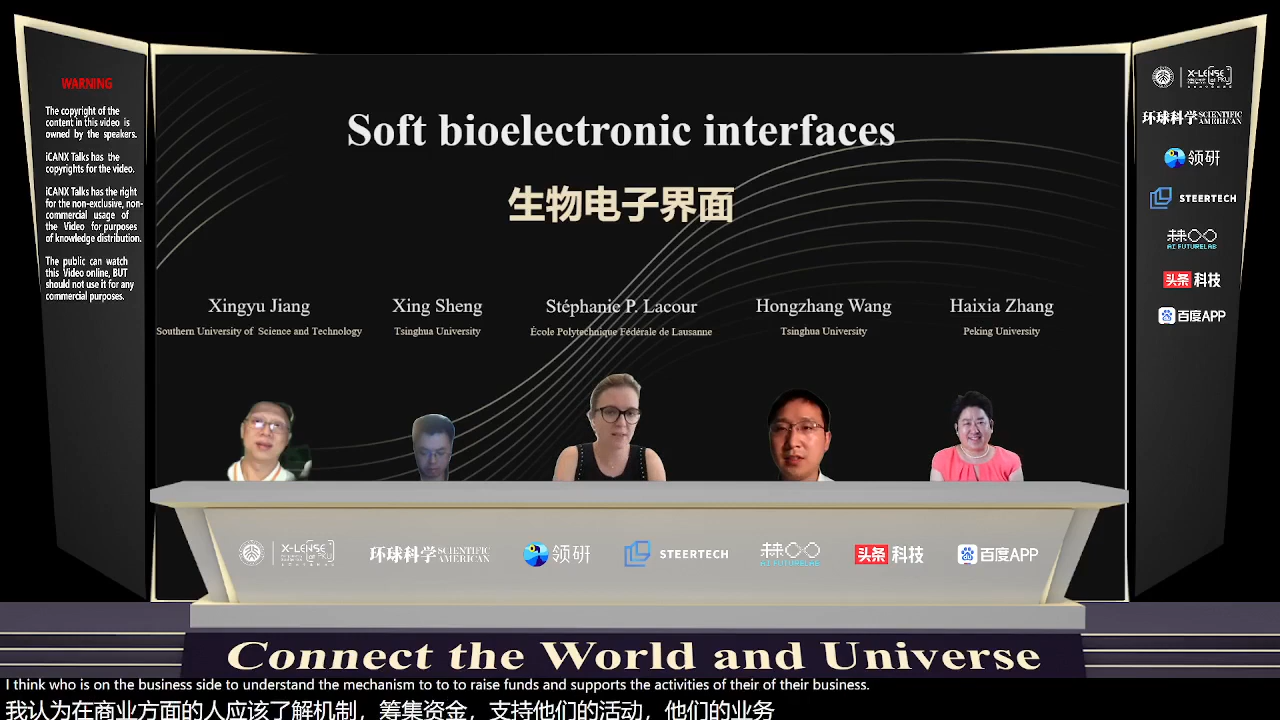 WARNING
The copyright of the
content in this video is
owned by the speakers.
iCANX Talks has the
copyrights for the video.
iCANX Talks has the right
for the non-exclusive, non-
commercial usage of
the Video for purposes
of knowledge distribution.
The public can watch
this Video online, BUT
should not use it for any
commercial purposes.
Soft bioelectronic interfaces
生物电子界面
Xingyu Jiang
Southern University of Science and Technology
Xing Sheng
Tsinghua University
Stéphanie P. Lacour
École Polytechnique Fédérale de Lausanne
Hongzhang Wang
Tsinghua University
Haixia Zhang
Peking University
X-LENSE
环球科学 SCIENTIFIC AMERICAN
领研
STEERTECH
AI FUTURELAB
头条 科技
百度APP
X-LENSE
环球科学 SCIENTIFIC AMERICAN
领研
STEERTECH
AI FUTURELAB
头条 科技
百度APP
Connect the World and Universe
I think who is on the business side to understand the mechanism to to to raise funds and supports the activities of their of their business.
我认为在商业方面的人应该了解机制，筹集资金，支持他们的活动，他们的业务